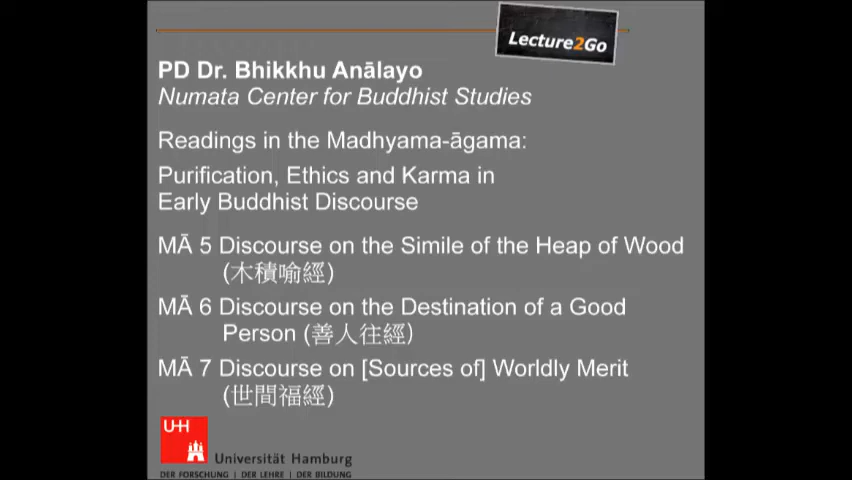 Lecture2Go
PD Dr. Bhikkhu Anālayo
Numata Center for Buddhist Studies
Readings in the Madhyama-āgama:
Purification, Ethics and Karma in
Early Buddhist Discourse
MĀ 5 Discourse on the Simile of the Heap of Wood
(木積喻經)
MĀ 6 Discourse on the Destination of a Good
Person (善人往經)
MĀ 7 Discourse on [Sources of] Worldly Merit
(世間福經)
UHH
Universität Hamburg
DER FORSCHUNG | DER LEHRE | DER BILDUNG